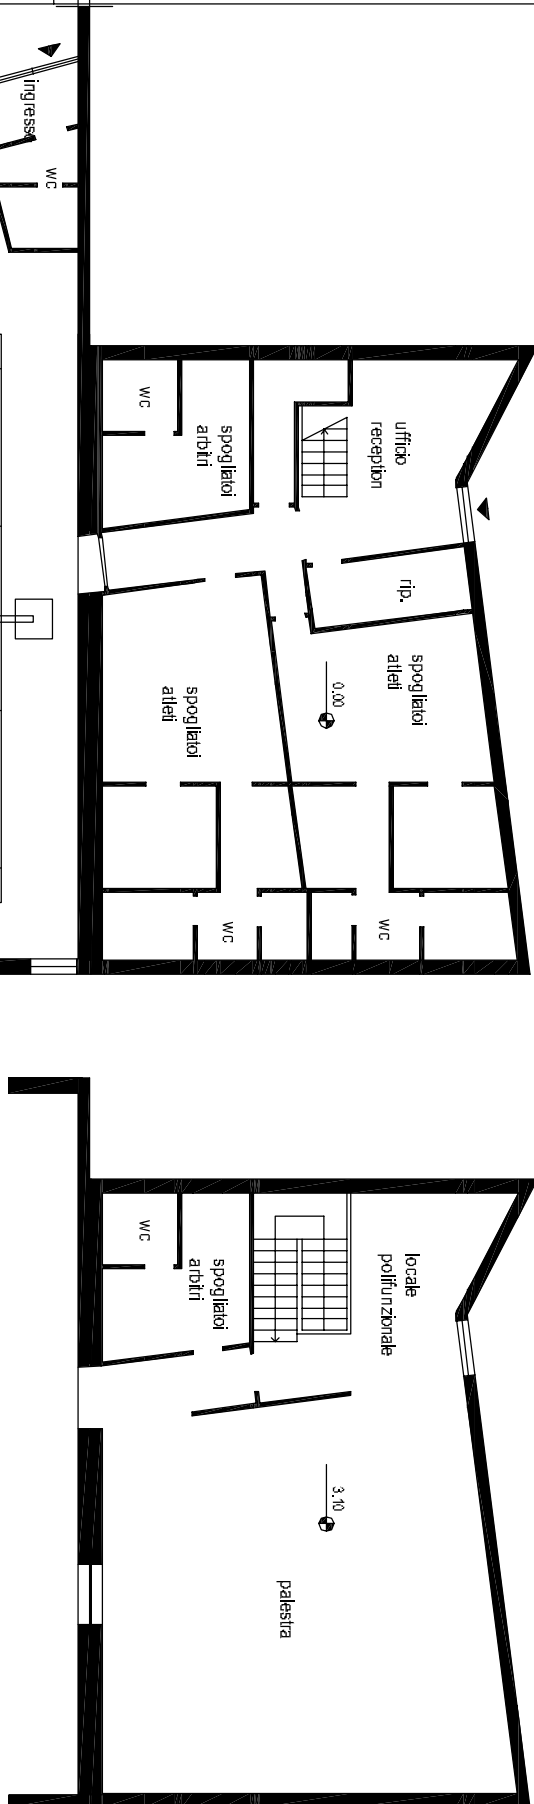 ingresso
WC
WC
spogliatoi
arbitri
ufficio
reception
rip.
spogliatoi
atleti
0.00
spogliatoi
atleti
WC
WC
WC
spogliatoi
arbitri
locale
polifunzionale
3.10
palestra